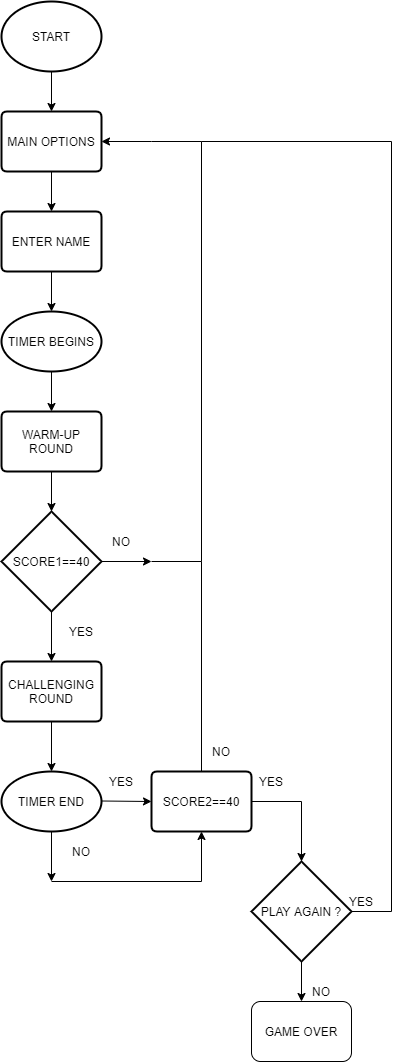 START
MAIN OPTIONS
ENTER NAME
TIMER BEGINS
WARM-UP
ROUND
NO
SCORE1==40
YES
CHALLENGING
ROUND
NO
YES
YES
TIMER END
SCORE2==40
NO
YES
PLAY AGAIN ?
NO
GAME OVER